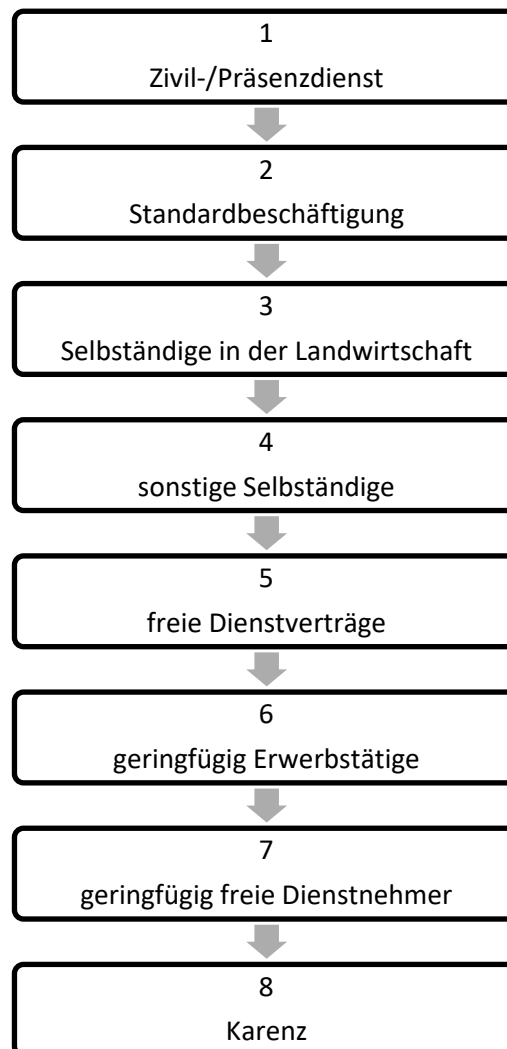 1
Zivil-/Präsenzdienst
2
Standardbeschäftigung
3
Selbständige in der Landwirtschaft
4
sonstige Selbständige
5
freie Dienstverträge
6
geringfügig Erwerbstätige
7
geringfügig freie Dienstnehmer
8
Karenz